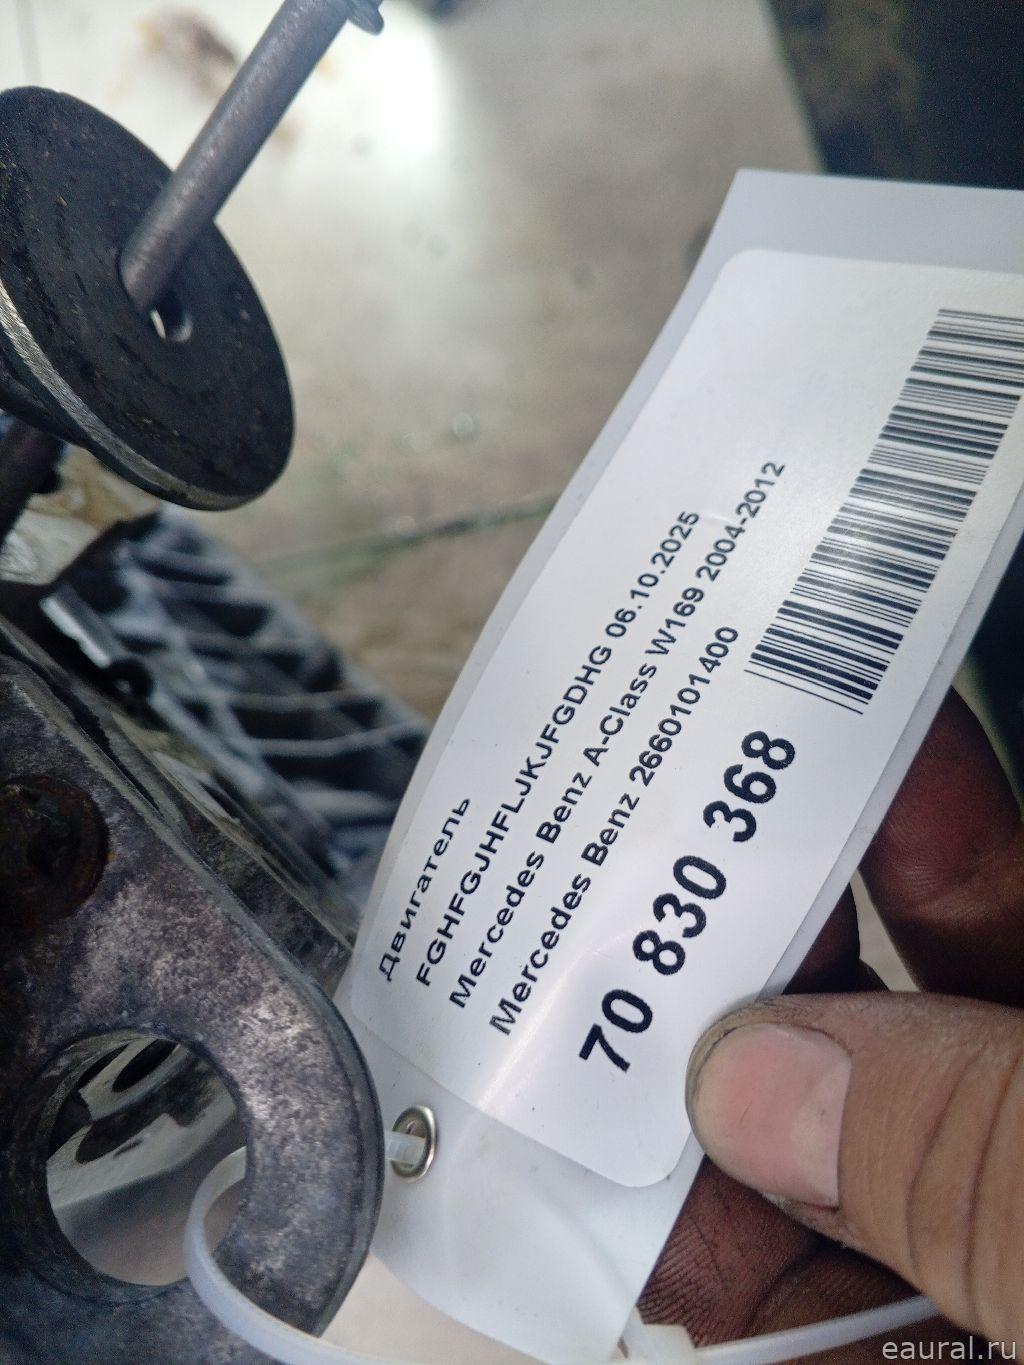 Двигатель
FGHFGJHFLJKJFGDHG 06.10.2025
Mercedes Benz A-Class W169 2004-2012
Mercedes Benz 2660101400
70 830 368
eaural.ru